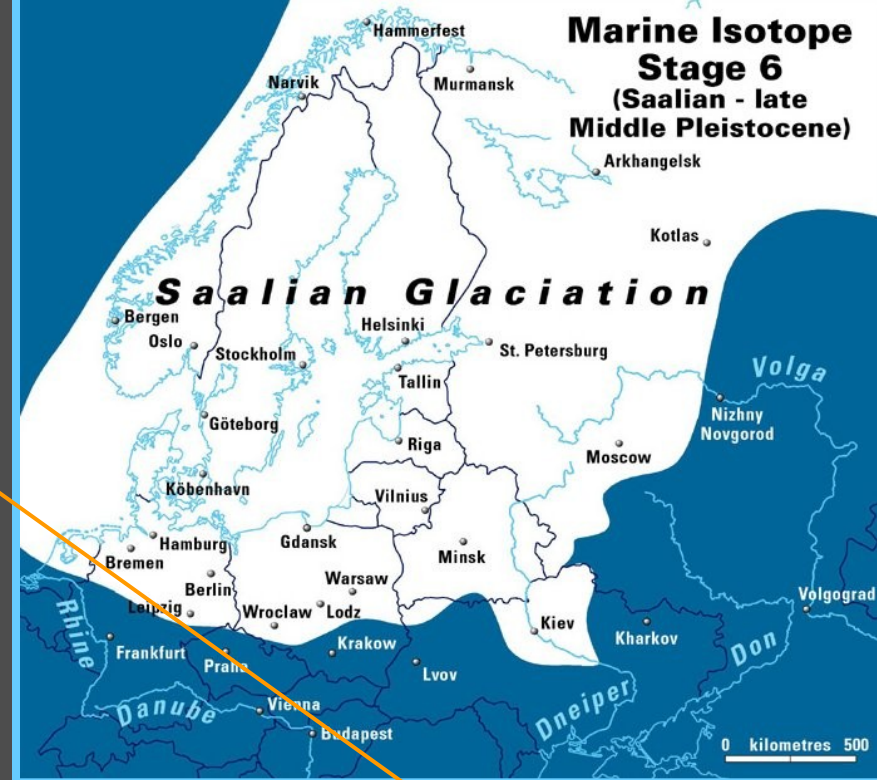 Marine Isotope
Stage 6
(Saalian - late
Middle Pleistocene)
Hammerfest
Narvik
Murmansk
Arkhangelsk
Kotlas
Saalian Glaciation
Bergen
Oslo
Helsinki
Stockholm
St. Petersburg
Tallin
Volga
Göteborg
Nizhny
Novgorod
Riga
Moscow
Köbenhavn
Vilnius
Hamburg
Gdansk
Bremen
Minsk
Berlin
Warsaw
Leipzig
Wroclaw
Lodz
Volgograd
Rhine
Kiev
Kharkov
Frankfurt
Praha
Krakow
Lvov
Don
Danube
Vienna
Dneiper
Budapest
0 kilometres 500